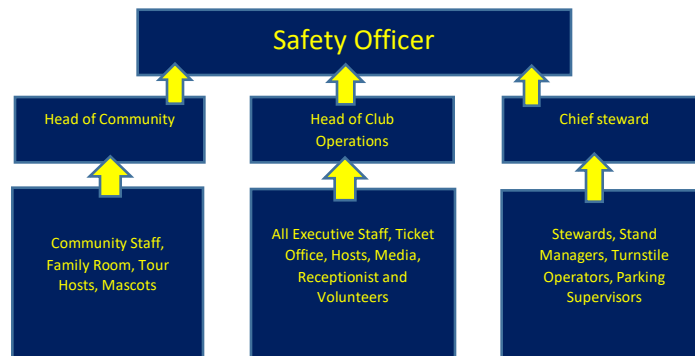 Safety Officer
Head of Community
Head of Club
Operations
Chief steward
Community Staff,
Family Room, Tour
Hosts, Mascots
All Executive Staff, Ticket
Office, Hosts, Media,
Receptionist and
Volunteers
Stewards, Stand
Managers, Turnstile
Operators, Parking
Supervisors